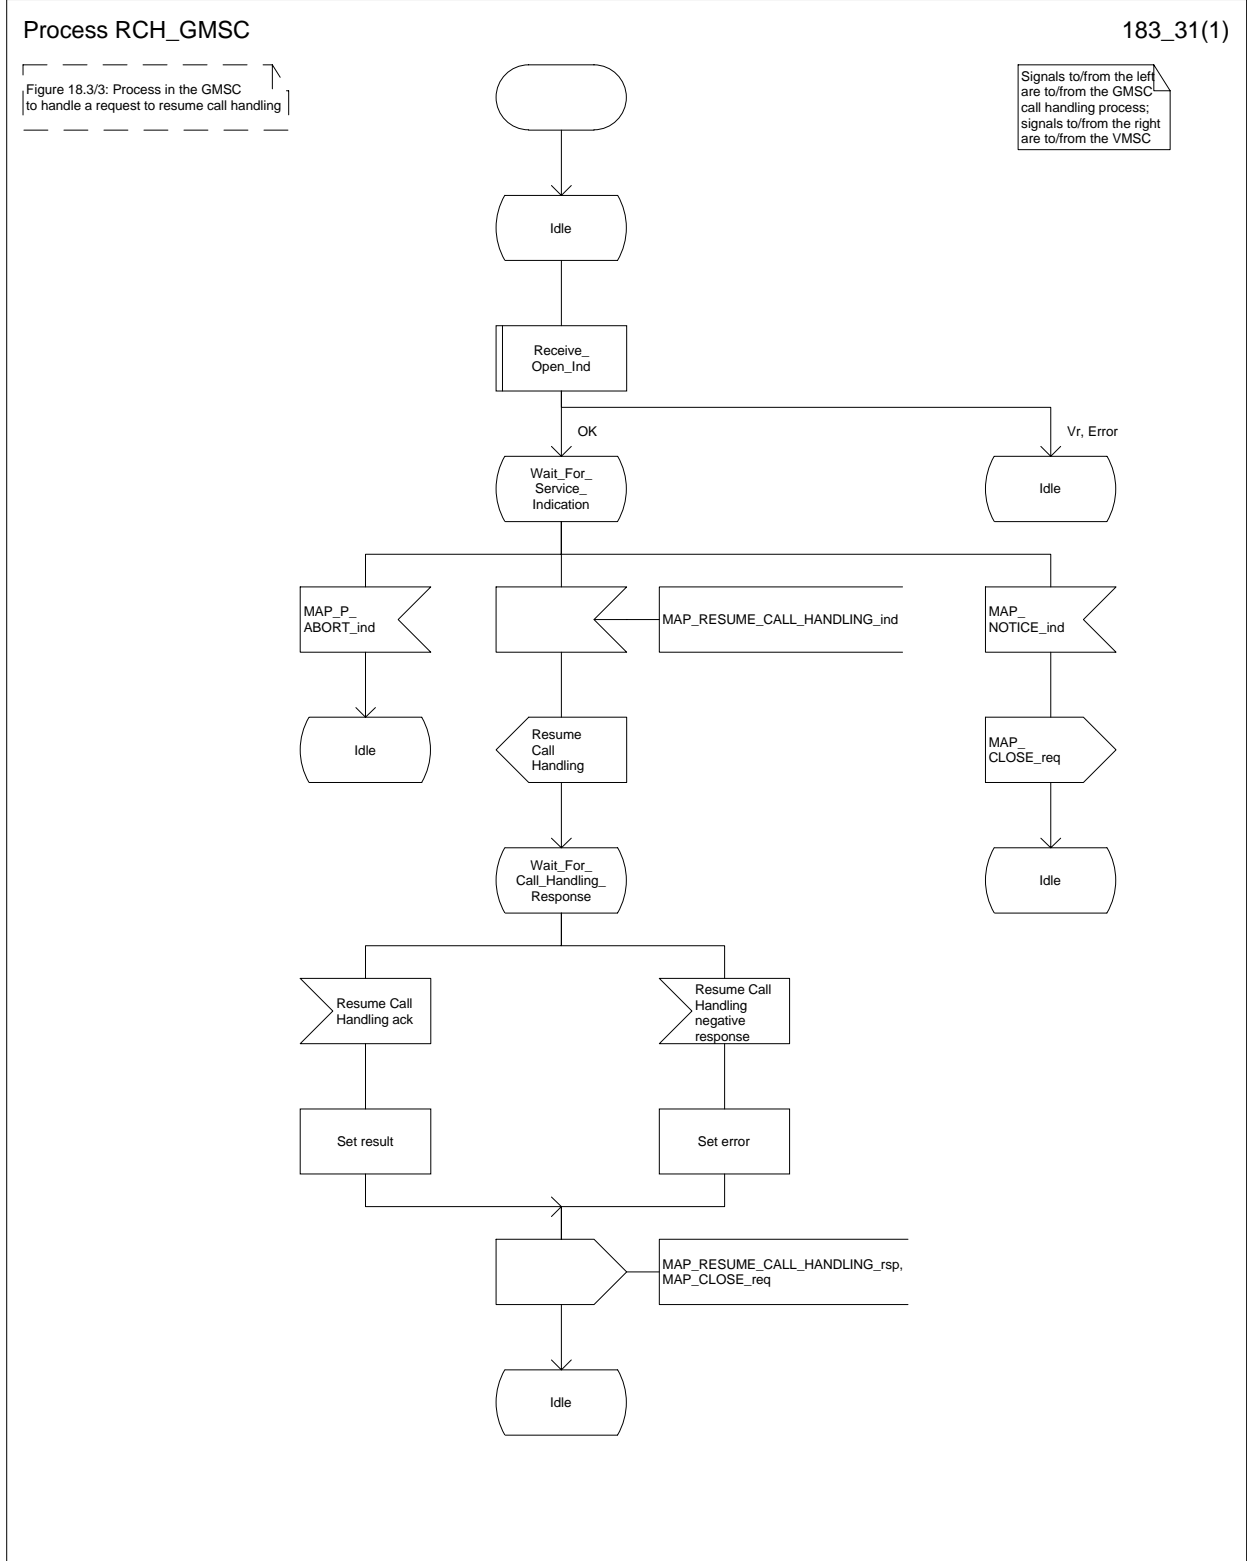 Process RCH_GMSC
183_31(1)
Figure 18.3/3: Process in the GMSC
to handle a request to resume call handling
Signals to/from the left
are to/from the GMSC
call handling process;
signals to/from the right
are to/from the VMSC
Idle
Receive_
Open_Ind
OK
Vr, Error
Wait_For_
Service_
Indication
Idle
MAP_P_
ABORT_ind
MAP_RESUME_CALL_HANDLING_ind
MAP_
NOTICE_ind
Idle
Resume
Call
Handling
MAP_
CLOSE_req
Wait_For_
Call_Handling_
Response
Idle
Resume Call
Handling ack
Resume Call
Handling
negative
response
Set result
Set error
MAP_RESUME_CALL_HANDLING_rsp,
MAP_CLOSE_req
Idle